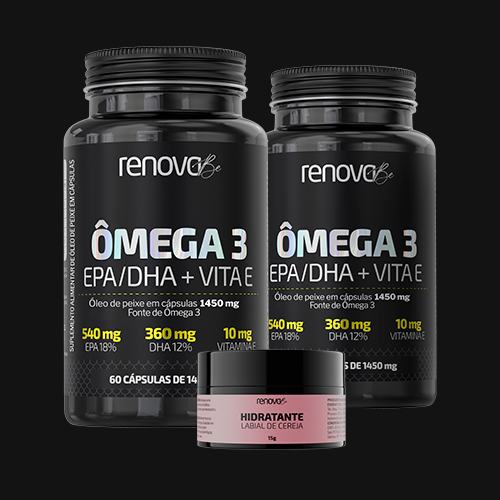 renova Be
ÔMEGA 3
EPA/DHA + VITA E
Óleo de peixe em cápsulas 1450 mg
Fonte de Ômega 3
540 mg 360 mg 10 mg
EPA 18% DHA 12% VITAMINA E
60 CÁPSULAS DE 14
SUPLEMENTO ALIMENTAR DE ÓLEO DE PEIXE EM CÁPSULAS
renova Be
ÔMEGA 3
EPA/DHA + VITA E
Óleo de peixe em cápsulas 1450 mg
Fonte de Ômega 3
540 mg 360 mg 10 mg
EPA 18% DHA 12% VITAMINA E
S DE 1450 mg
renova Be
HIDRATANTE
LABIAL DE CEREJA
15g